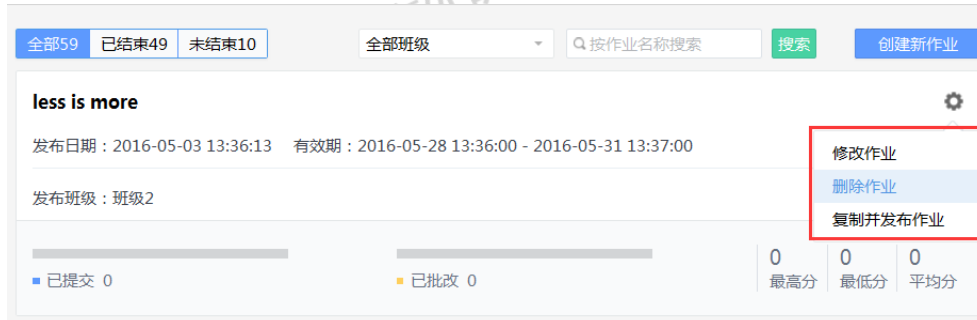 全部59 已结束49 未结束10 全部班级 按作业名称搜索 搜索 创建新作业
less is more
发布日期：2016-05-03 13:36:13 有效期：2016-05-28 13:36:00 - 2016-05-31 13:37:00
修改作业
删除作业
发布班级：班级2
复制并发布作业
0 0 0
已提交 0 已批改 0 最高分 最低分 平均分